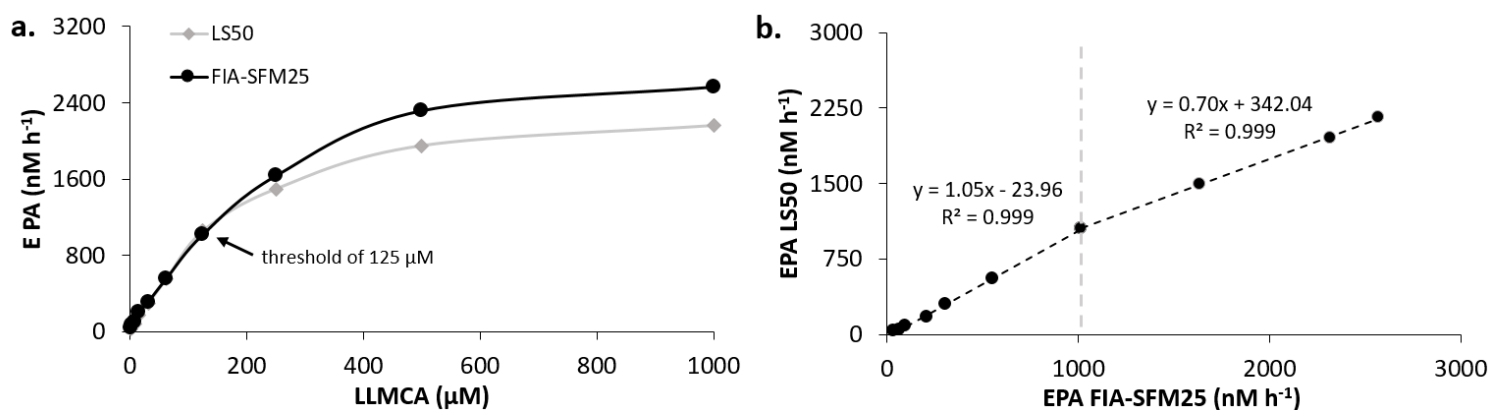 a.
LS50
FIA-SFM25
3200
2400
1600
800
0
E PA (nM h-1)
threshold of 125 µM
0 200 400 600 800 1000
LLMCA (µM)
b.
3000
2250
1500
750
0
EPA LS50 (nM h-1)
y = 0.70x + 342.04
R² = 0.999
y = 1.05x - 23.96
R² = 0.999
0 1000 2000 3000
EPA FIA-SFM25 (nM h-1)